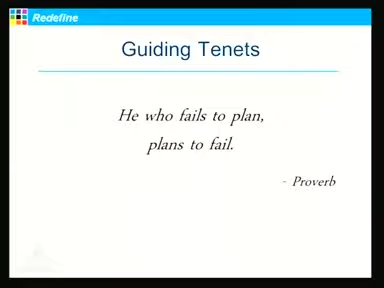 Redefine
Guiding Tenets
He who fails to plan,
plans to fail.
- Proverb